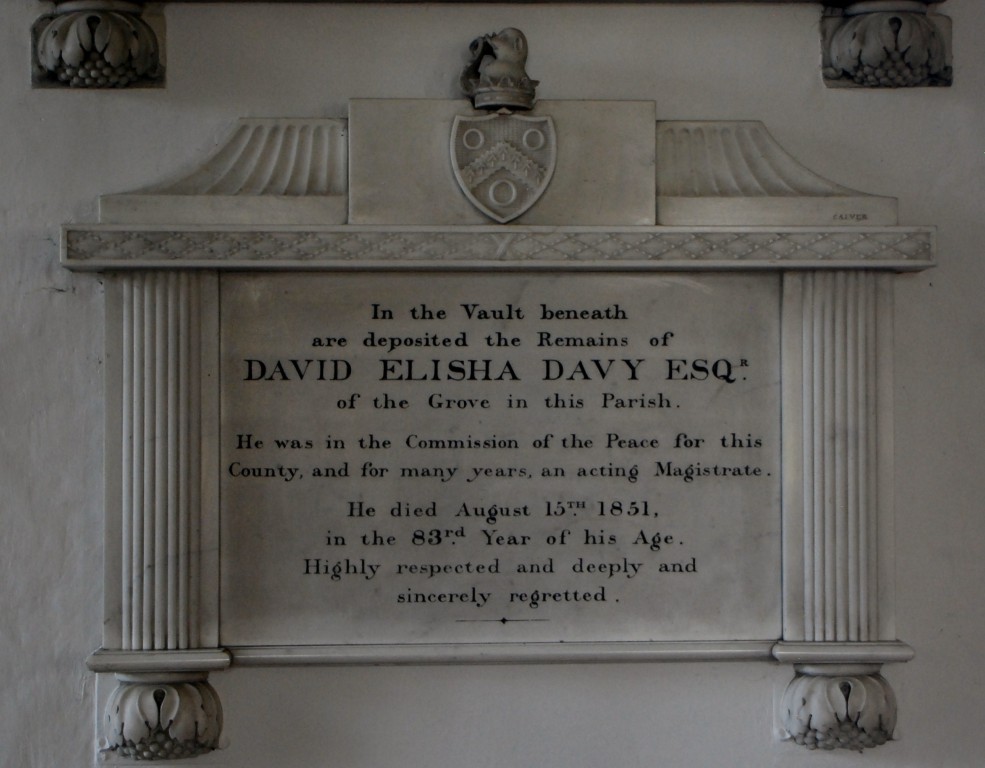 In the Vault beneath
are deposited the Remains of
DAVID ELISHA DAVY ESQR.
of the Grove in this Parish.
He was in the Commission of the Peace for this
County, and for many years, an acting Magistrate.
He died August 15TH. 1851,
in the 83rd. Year of his Age.
Highly respected and deeply and
sincerely regretted.